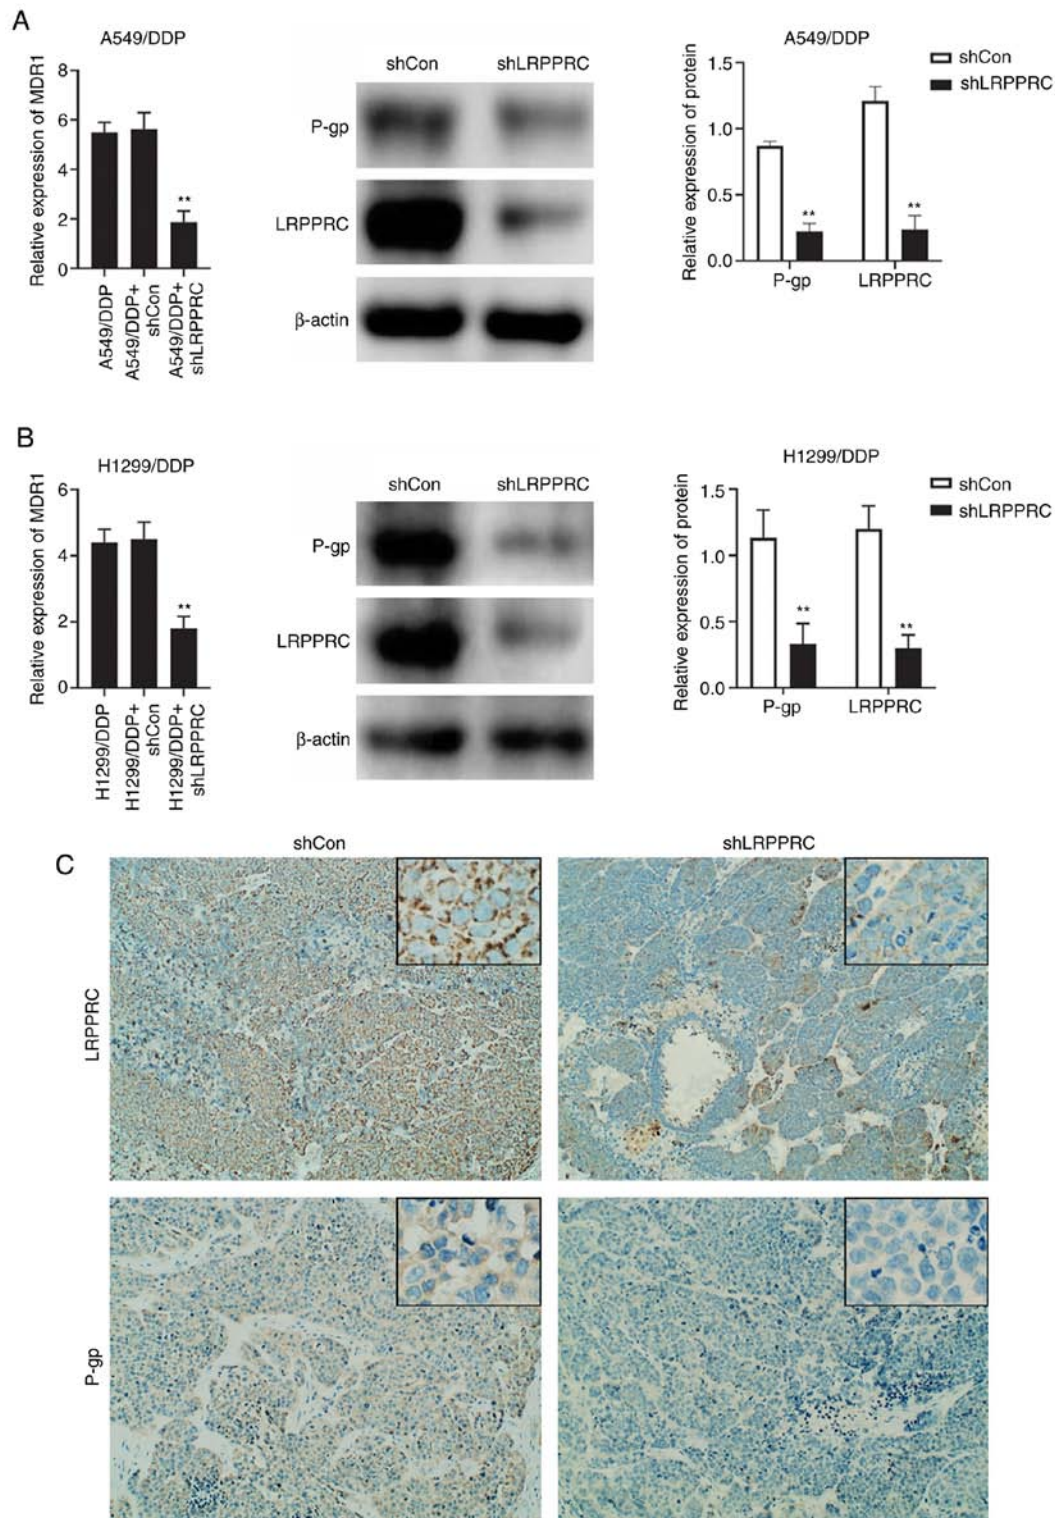 A
A549/DDP
Relative expression of MDR1
8
6
4
2
0
**
A549/DDP
A549/DDP+
shCon
A549/DDP+
shLRPPRC
shCon shLRPPRC
P-gp
LRPPRC
β-actin
A549/DDP
Relative expression of protein
1.5
1.0
0.5
0.0
** **
P-gp LRPPRC
shCon
shLRPPRC
B
H1299/DDP
Relative expression of MDR1
6
4
2
0
**
H1299/DDP
H1299/DDP+
shCon
H1299/DDP+
shLRPPRC
shCon shLRPPRC
P-gp
LRPPRC
β-actin
H1299/DDP
Relative expression of protein
1.5
1.0
0.5
0.0
** **
P-gp LRPPRC
shCon
shLRPPRC
C
shCon shLRPPRC
LRPPRC
P-gp